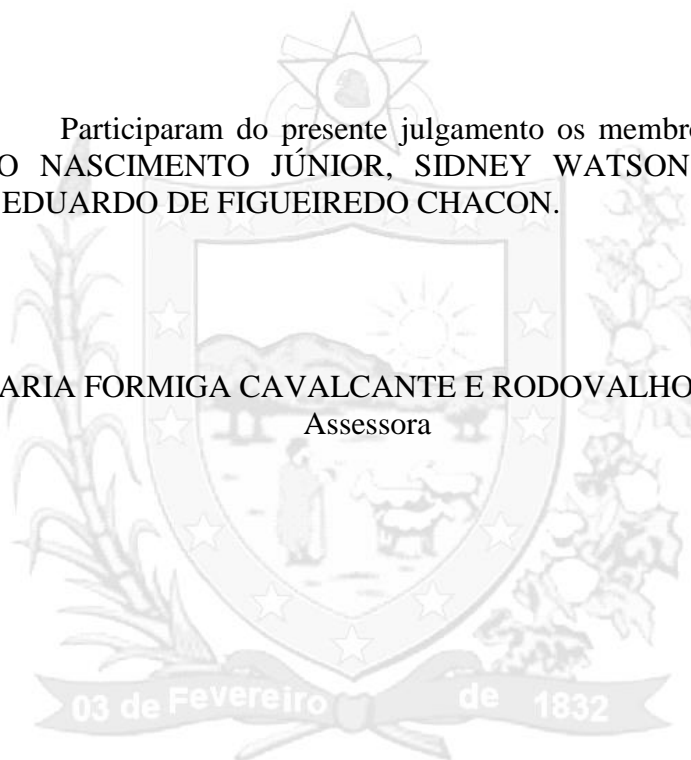 Participaram do presente julgamento os membr
O NASCIMENTO JÚNIOR, SIDNEY WATSON
EDUARDO DE FIGUEIREDO CHACON.
ARIA FORMIGA CAVALCANTE E RODOVALHO
Assessora
03 de Fevereiro de 1832